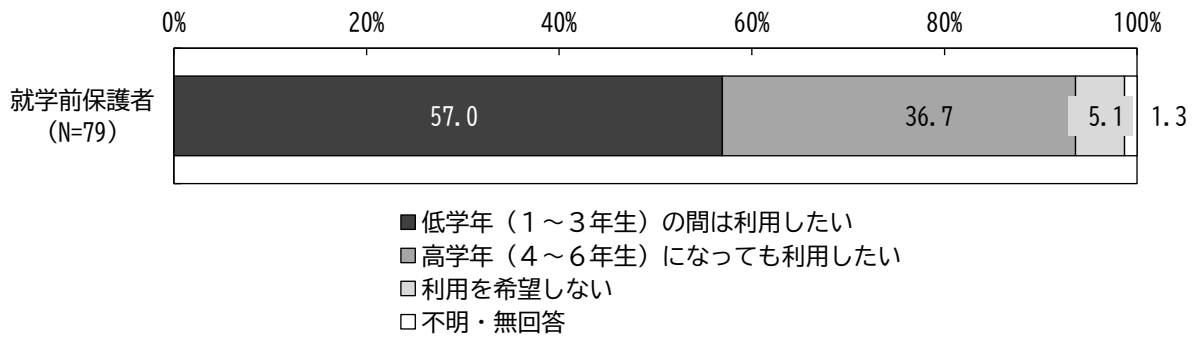 0% 20% 40% 60% 80% 100%
就学前保護者
(N=79)
57.0 36.7 5.1 1.3
■低学年（１～３年生）の間は利用したい
■高学年（４～６年生）になっても利用したい
□利用を希望しない
□不明・無回答